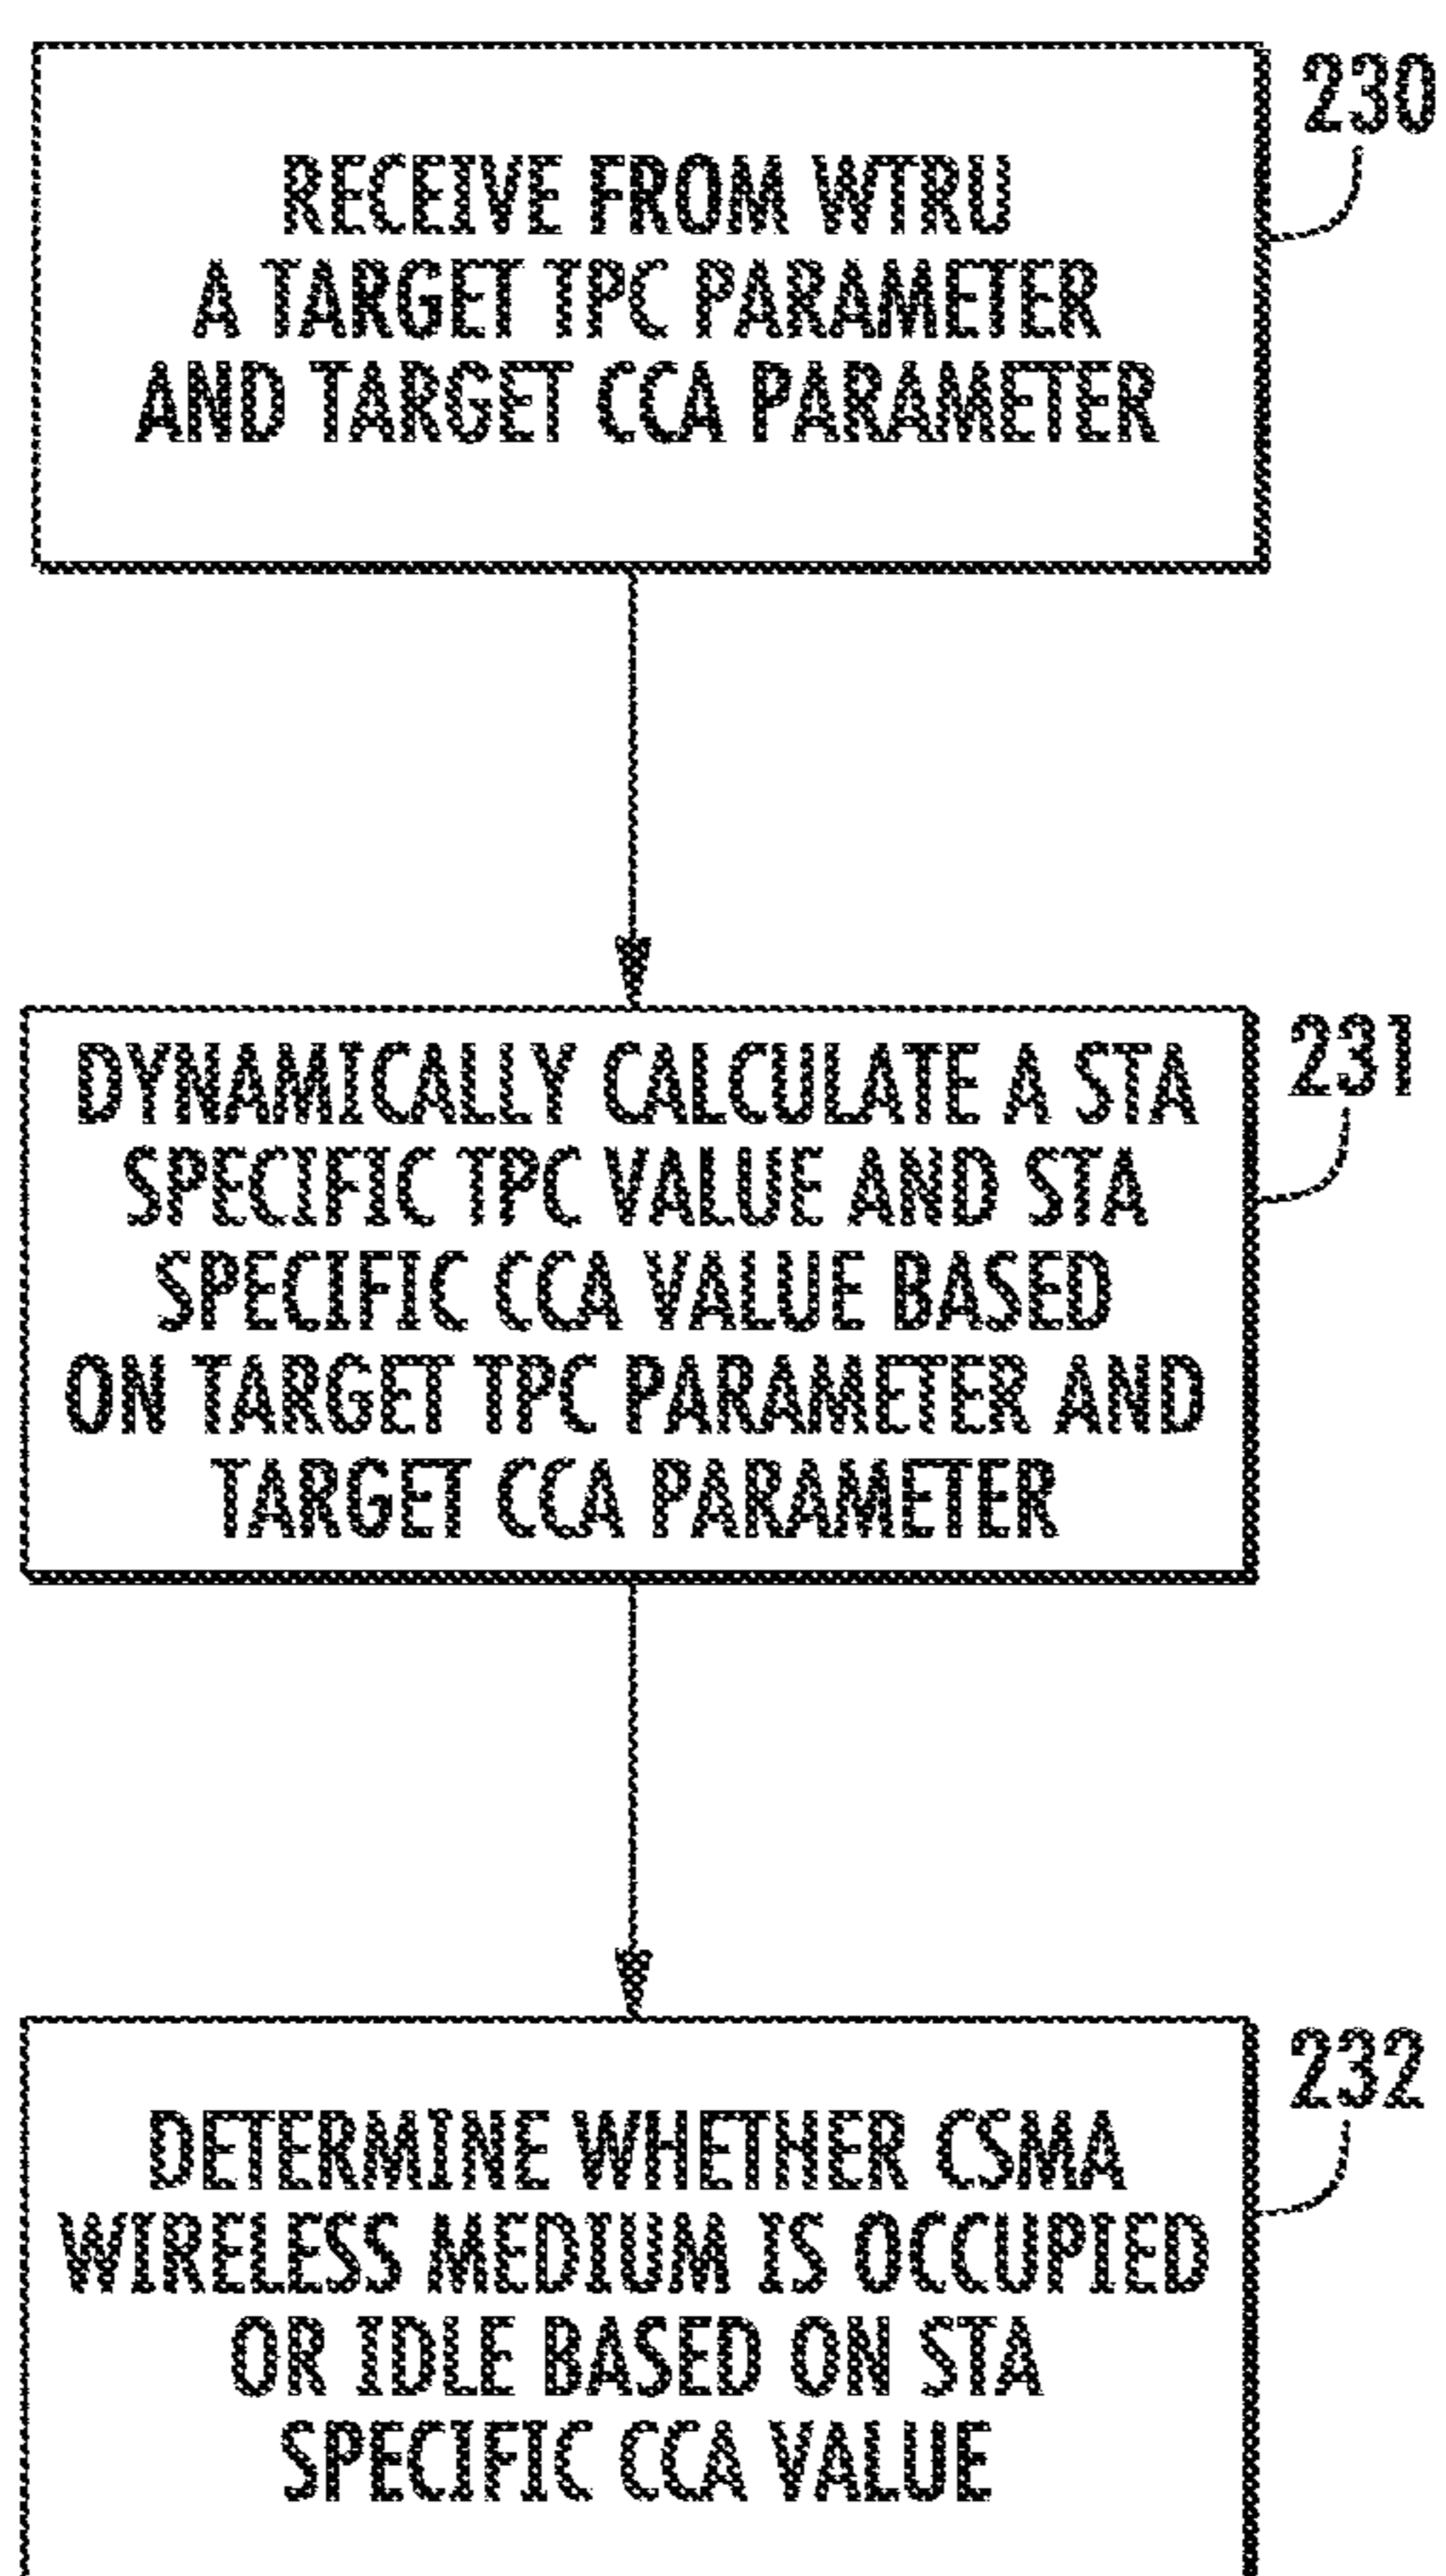 230
RECEIVE FROM WTRU
A TARGET TPC PARAMETER
AND TARGET CCA PARAMETER
231
DYNAMICALLY CALCULATE A STA
SPECIFIC TPC VALUE AND STA
SPECIFIC CCA VALUE BASED
ON TARGET TPC PARAMETER AND
TARGET CCA PARAMETER
232
DETERMINE WHETHER CSMA
WIRELESS MEDIUM IS OCCUPIED
OR IDLE BASED ON STA
SPECIFIC CCA VALUE